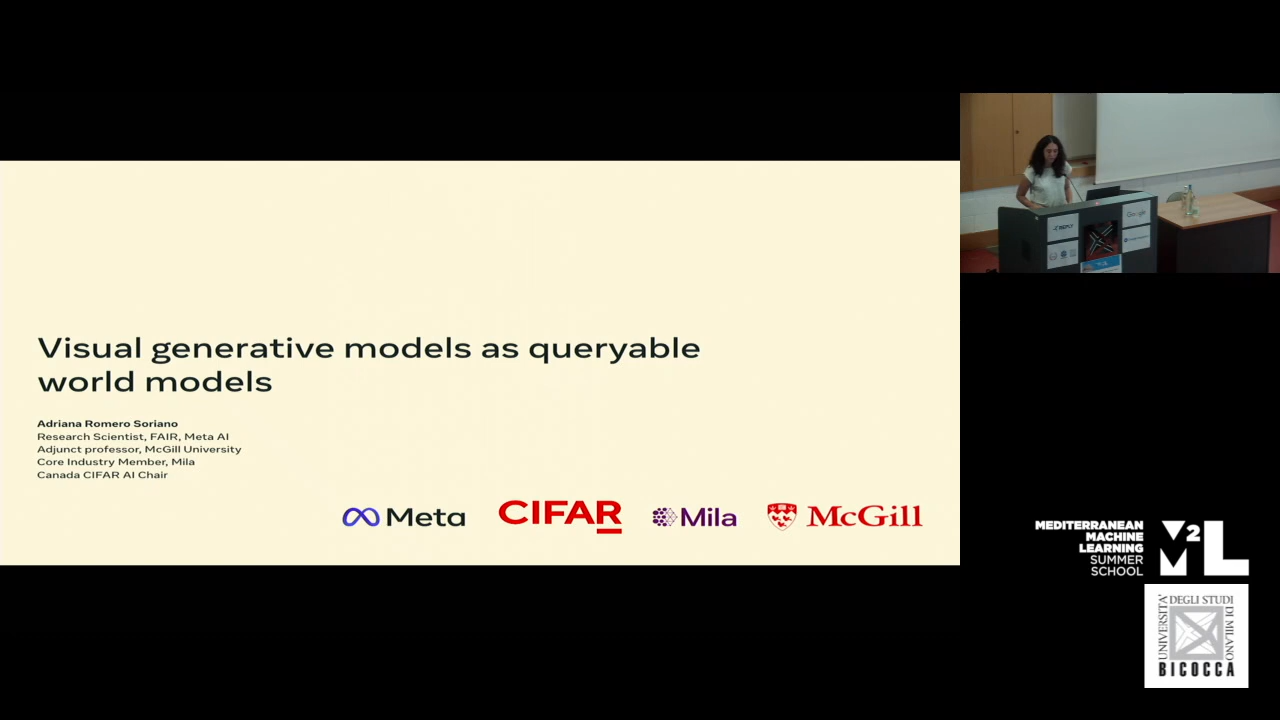 Visual generative models as queryable
world models
Adriana Romero Soriano
Research Scientist, FAIR, Meta AI
Adjunct professor, McGill University
Core Industry Member, Mila
Canada CIFAR AI Chair
Meta
CIFAR
Mila
McGill
Google
MEDITERRANEAN
MACHINE
LEARNING
SUMMER
SCHOOL
M2L
UNIVERSITA'
DEGLI STUDI
DI MILANO
BICOCCA